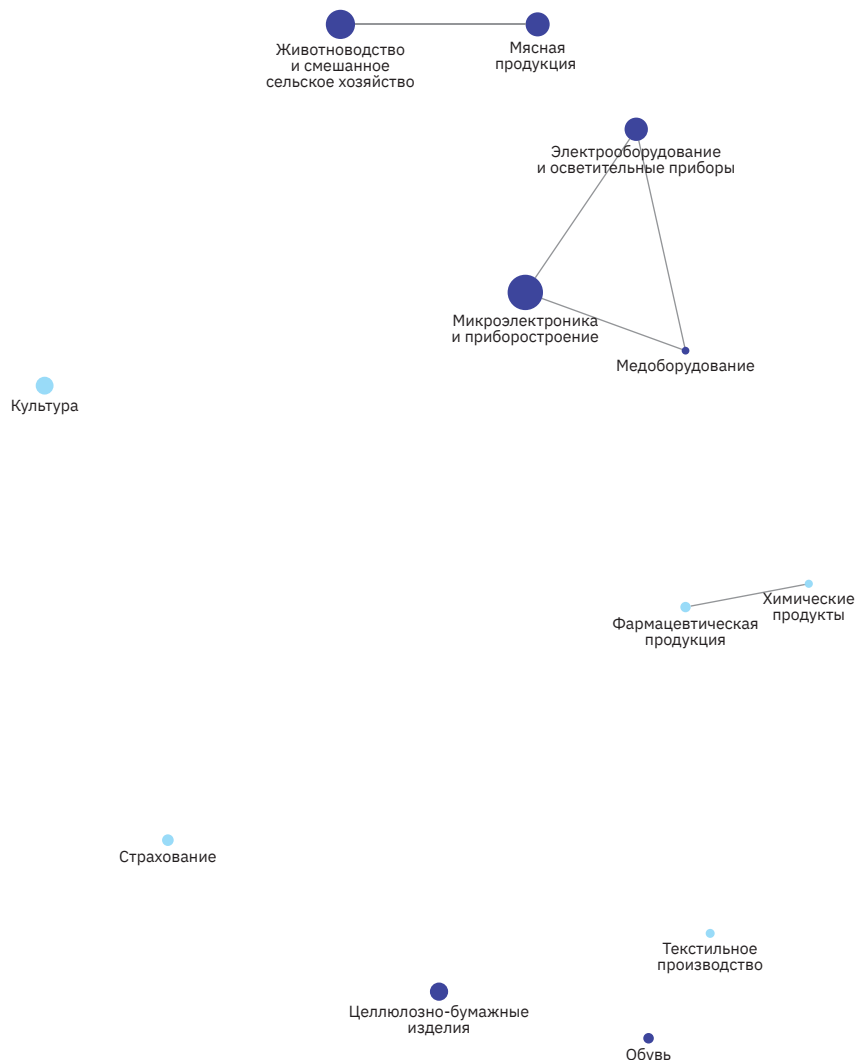 Животноводство
и смешанное
сельское хозяйство
Мясная
продукция
Электрооборудование
и осветительные приборы
Микроэлектроника
и приборостроение
Медоборудование
Культура
Химические
продукты
Фармацевтическая
продукция
Страхование
Текстильное
производство
Целлюлозно-бумажные
изделия
Обувь